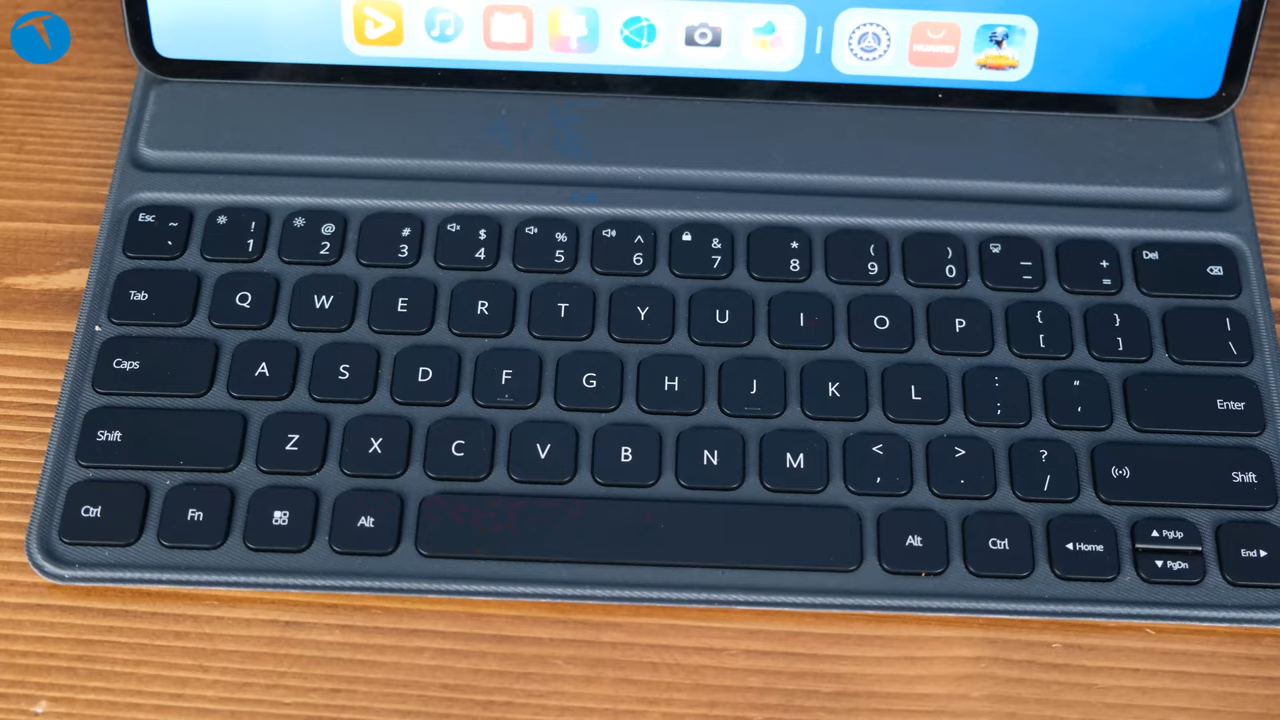 HUAWEI
Esc ~ ` ! 1 @ 2 # 3 $ 4 % 5 ^ 6 & 7 * 8 ( 9 ) 0 _ - + = Del
Tab Q W E R T Y U I O P { [ } ] | \
Caps A S D F G H J K L : ; " ' Enter
Shift Z X C V B N M < , > . ? / Shift
Ctrl Fn Alt Alt Ctrl ◀ Home ▲ PgUp ▼ PgDn End ▶